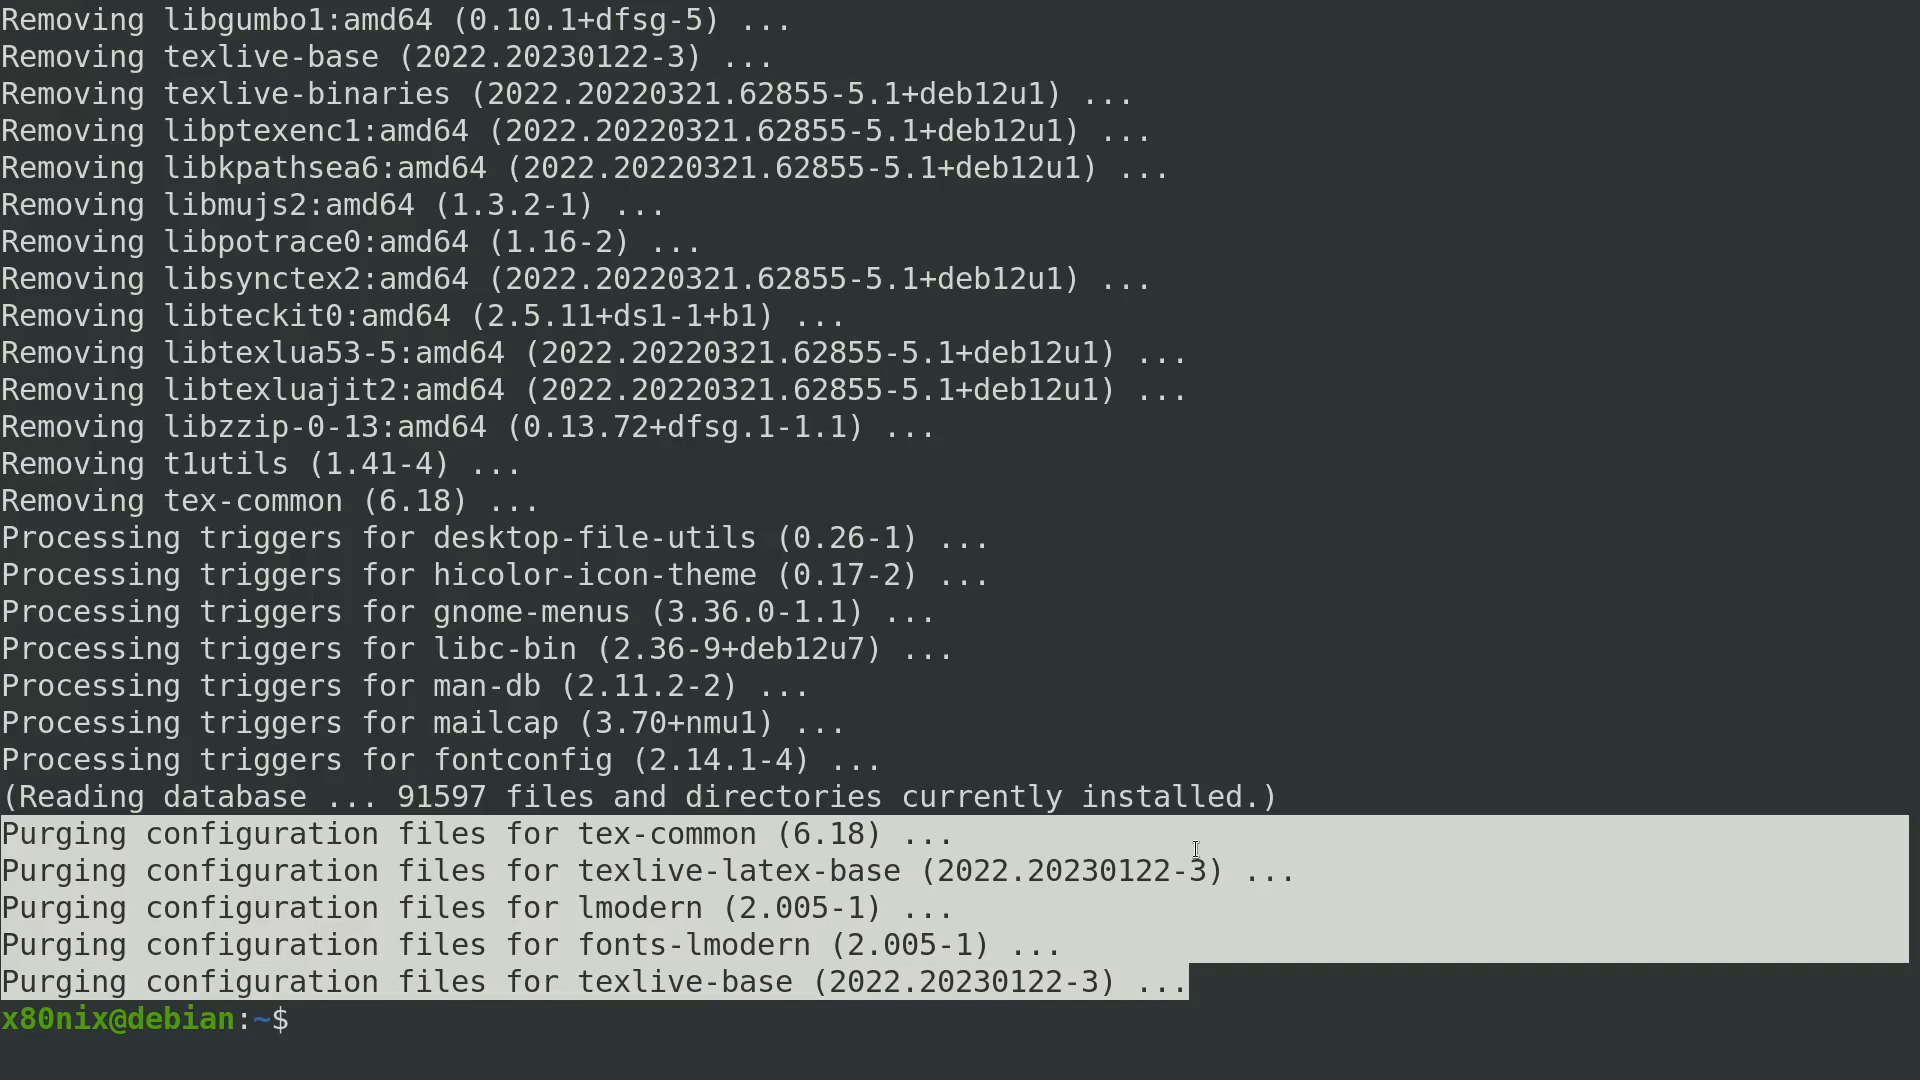 Removing libgumbo1:amd64 (0.10.1+dfsg-5) ...
Removing texlive-base (2022.20230122-3) ...
Removing texlive-binaries (2022.20220321.62855-5.1+deb12u1) ...
Removing libptexenc1:amd64 (2022.20220321.62855-5.1+deb12u1) ...
Removing libkpathsea6:amd64 (2022.20220321.62855-5.1+deb12u1) ...
Removing libmujs2:amd64 (1.3.2-1) ...
Removing libpotrace0:amd64 (1.16-2) ...
Removing libsynctex2:amd64 (2022.20220321.62855-5.1+deb12u1) ...
Removing libteckit0:amd64 (2.5.11+ds1-1+b1) ...
Removing libtexlua53-5:amd64 (2022.20220321.62855-5.1+deb12u1) ...
Removing libtexluajit2:amd64 (2022.20220321.62855-5.1+deb12u1) ...
Removing libzzip-0-13:amd64 (0.13.72+dfsg.1-1.1) ...
Removing t1utils (1.41-4) ...
Removing tex-common (6.18) ...
Processing triggers for desktop-file-utils (0.26-1) ...
Processing triggers for hicolor-icon-theme (0.17-2) ...
Processing triggers for gnome-menus (3.36.0-1.1) ...
Processing triggers for libc-bin (2.36-9+deb12u7) ...
Processing triggers for man-db (2.11.2-2) ...
Processing triggers for mailcap (3.70+nmu1) ...
Processing triggers for fontconfig (2.14.1-4) ...
(Reading database ... 91597 files and directories currently installed.)
Purging configuration files for tex-common (6.18) ...
Purging configuration files for texlive-latex-base (2022.20230122-3) ...
Purging configuration files for lmodern (2.005-1) ...
Purging configuration files for fonts-lmodern (2.005-1) ...
Purging configuration files for texlive-base (2022.20230122-3) ...
x80nix@debian:~$